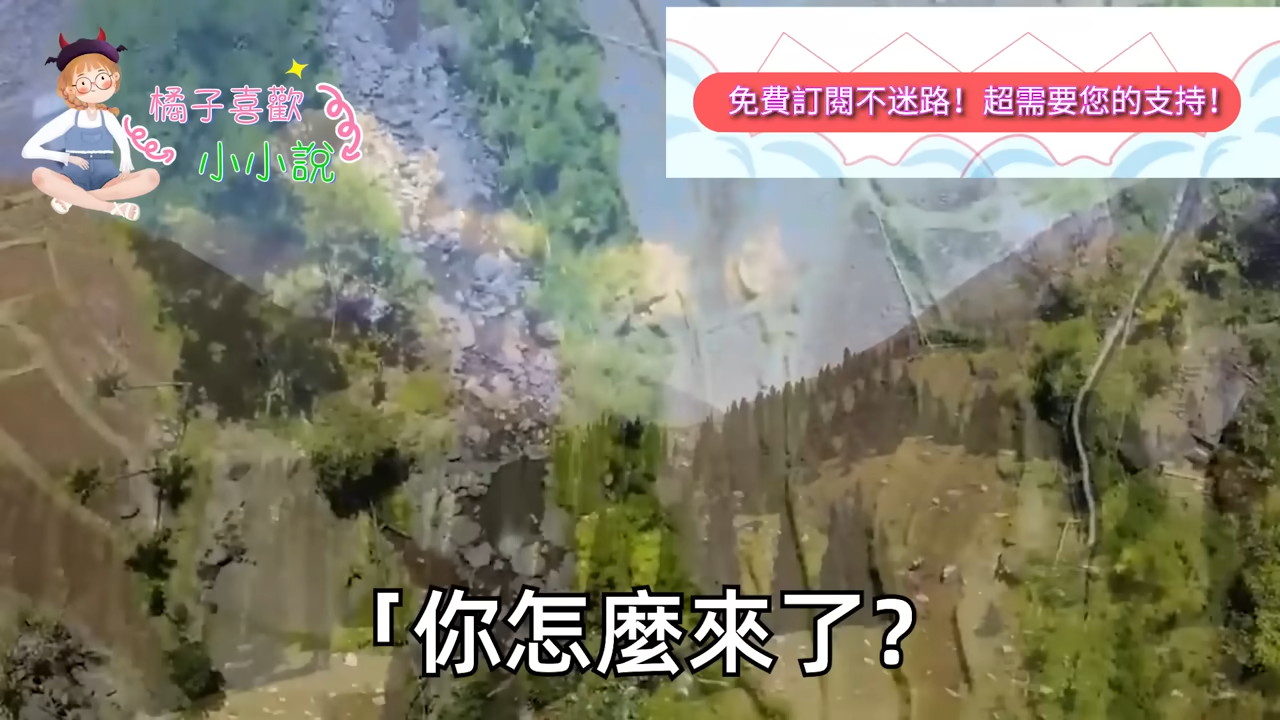 橘子喜歡
小小說
免費訂閱不迷路！超需要您的支持！
「你怎麼來了？